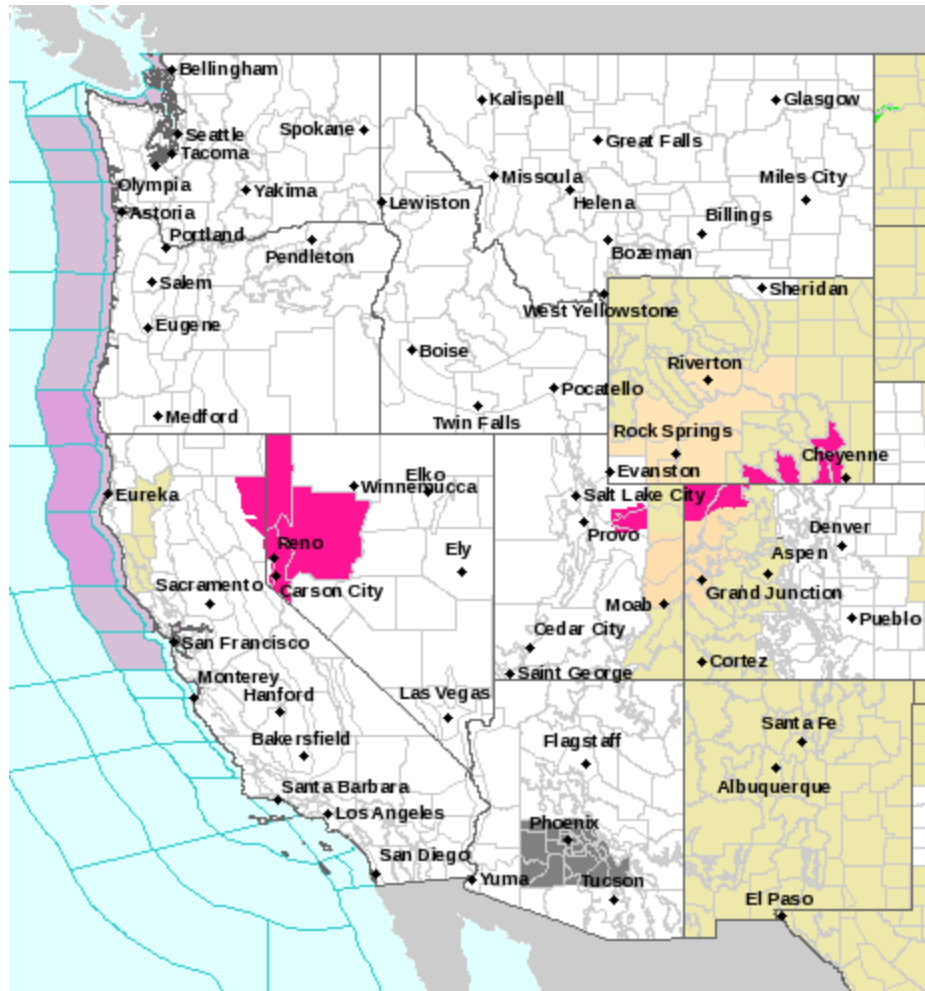 Bellingham
Kalispell
Glasgow
Seattle
Spokane
Great Falls
Tacoma
Missoula
Miles City
Olympia
Yakima
Helena
Lewiston
Astoria
Billings
Portland
Pendleton
Bozeman
Salem
Sheridan
West Yellowstone
Eugene
Boise
Riverton
Pocatello
Medford
Twin Falls
Rock Springs
Cheyenne
Evanston
Elko
Winnemucca
Eureka
Salt Lake City
Provo
Denver
Reno
Ely
Aspen
Sacramento
Carson City
Grand Junction
Moab
Pueblo
Cedar City
San Francisco
Cortez
Saint George
Monterey
Hanford
Las Vegas
Santa Fe
Bakersfield
Flagstaff
Albuquerque
Santa Barbara
Los Angeles
Phoenix
San Diego
Yuma
Tucson
El Paso